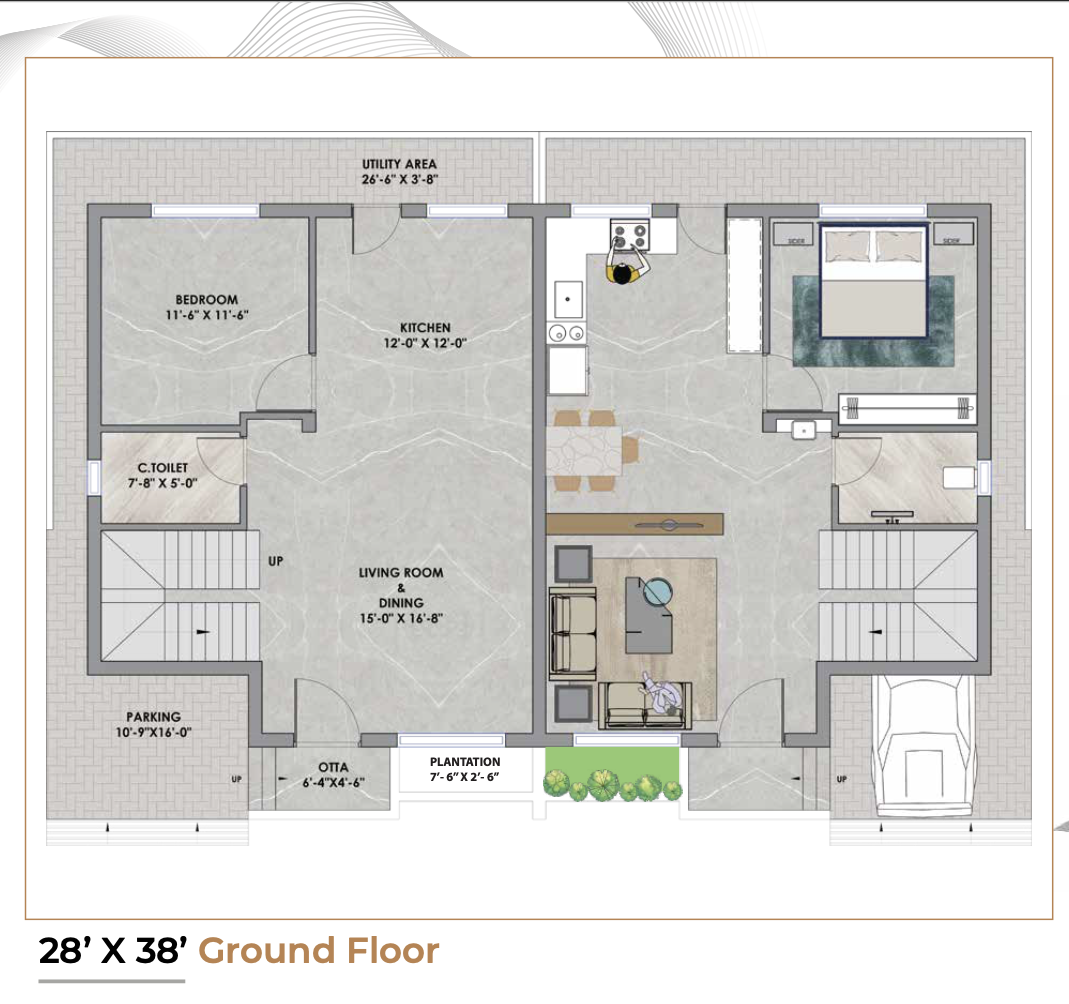 UTILITY AREA
26'-6" X 3'-8"
BEDROOM
11'-6" X 11'-6"
KITCHEN
12'-0" X 12'-0"
SIDER
SIDER
C.TOILET
7'-8" X 5'-0"
UP
LIVING ROOM
&
DINING
15'-0" X 16'-8"
PARKING
10'-9"X16'-0"
UP
OTTA
6'-4"X4'-6"
PLANTATION
7'- 6" X 2'- 6"
UP
28' X 38' Ground Floor